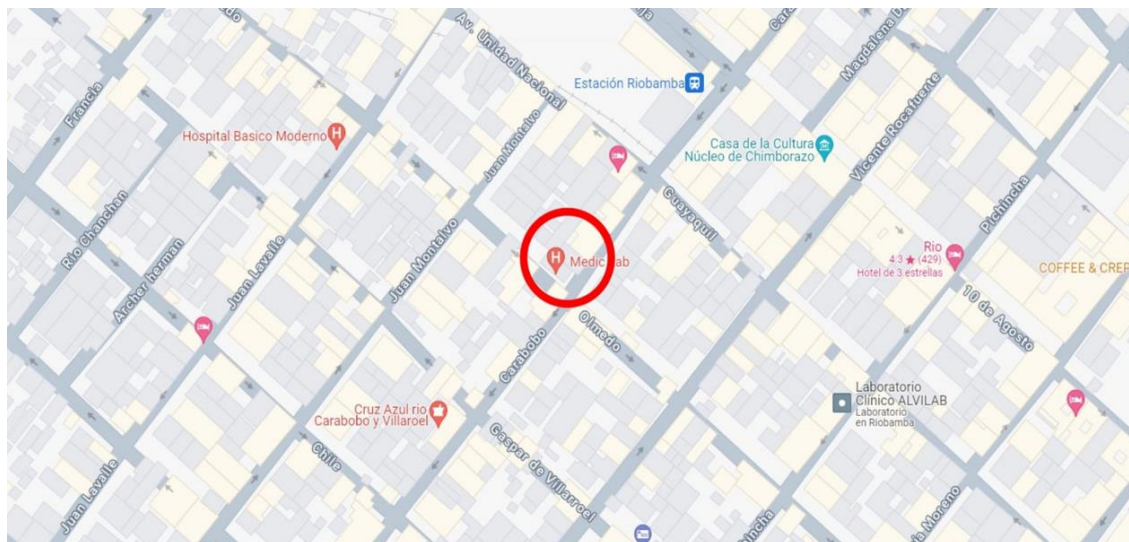 Av. Unidad Nacional
Francia
Estación Riobamba
Magdalena
Vicente Rocafuerte
Hospital Basico Moderno
H
Juan Montalvo
Casa de la Cultura
Núcleo de Chimborazo
Guayaquil
Pichincha
Rio Chanchan
Archer herman
Juan Lavalle
Juan Montalvo
H
Rio
4.3 ★ (429)
Hotel de 3 estrellas
COFFEE & CREP
10 de Agosto
Olmedo
Carabobo
Cruz Azul rio
Carabobo y Villaroel
Laboratorio
Clínico ALVILAB
Laboratorio
en Riobamba
Chile
Gaspar de Villarroel
Juan Lavalle
Moreno